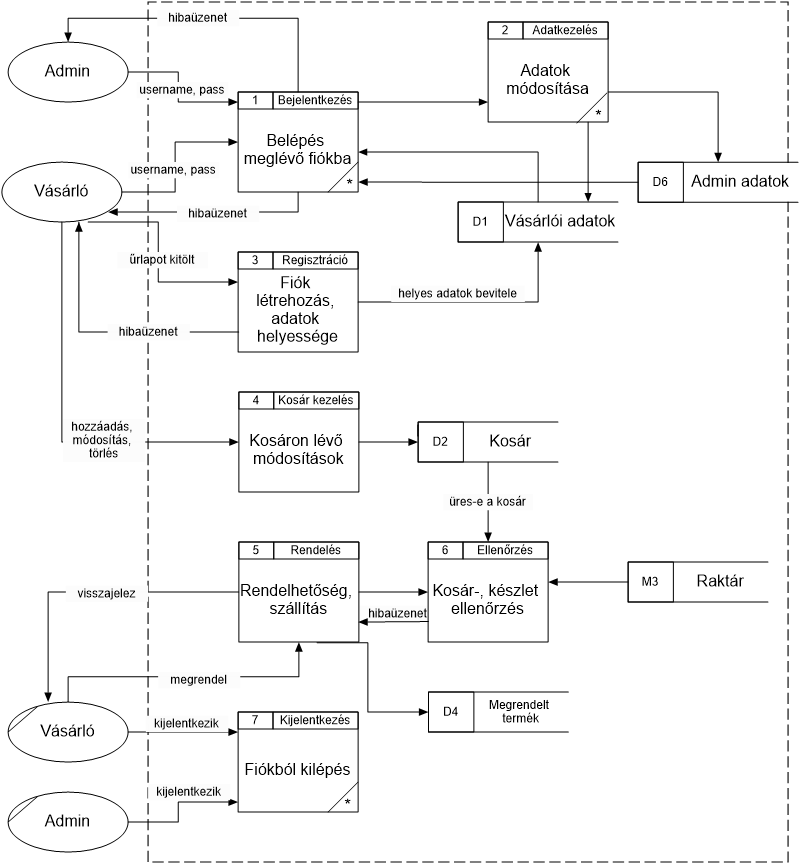 hibaüzenet
2 Adatkezelés
Adatok
módosítása
*
Admin
username, pass
1 Bejelentkezés
Belépés
meglévő fiókba
*
Vásárló
username, pass
hibaüzenet
D6 Admin adatok
D1 Vásárlói adatok
űrlapot kitölt
3 Regisztráció
Fiók
létrehozás,
adatok
helyessége
helyes adatok bevitele
hibaüzenet
4 Kosár kezelés
Kosáron lévő
módosítások
hozzáadás,
módosítás,
törlés
D2 Kosár
üres-e a kosár
5 Rendelés
Rendelhetőség,
szállítás
6 Ellenőrzés
Kosár-, készlet
ellenőrzés
M3 Raktár
visszajelez
hibaüzenet
megrendel
D4 Megrendelt
termék
Vásárló
kijelentkezik
7 Kijelentkezés
Fiókból kilépés
*
kijelentkezik
Admin